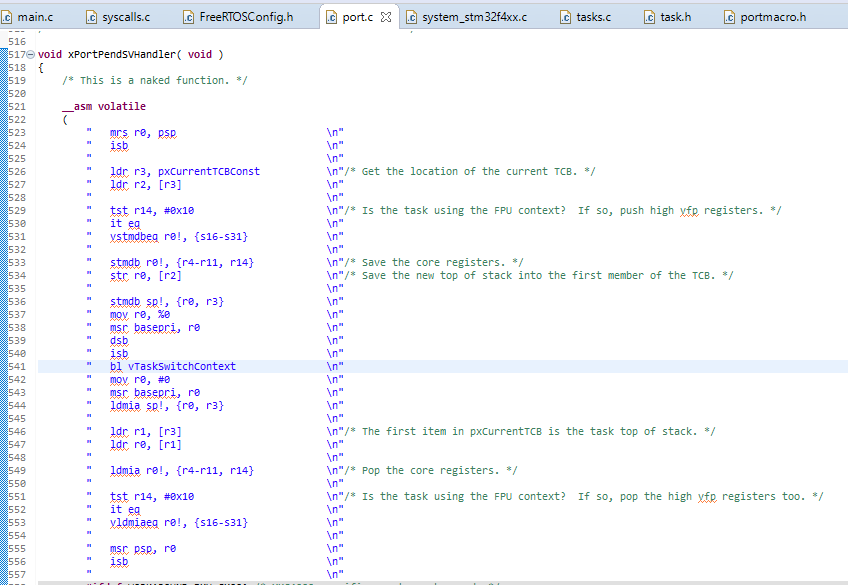 main.c syscalls.c FreeRTOSConfig.h port.c system_stm32f4xx.c tasks.c task.h portmacro.h
516
517 void xPortPendSVHandler( void )
518 {
519 /* This is a naked function. */
520
521 __asm volatile
522 (
523 " mrs r0, psp \n"
524 " isb \n"
525 " \n"
526 " ldr r3, pxCurrentTCBConst \n"/* Get the location of the current TCB. */
527 " ldr r2, [r3] \n"
528 " \n"
529 " tst r14, #0x10 \n"/* Is the task using the FPU context? If so, push high vfp registers. */
530 " it eq \n"
531 " vstmdbeq r0!, {s16-s31} \n"
532 " \n"
533 " stmdb r0!, {r4-r11, r14} \n"/* Save the core registers. */
534 " str r0, [r2] \n"/* Save the new top of stack into the first member of the TCB. */
535 " \n"
536 " stmdb sp!, {r0, r3} \n"
537 " mov r0, %0 \n"
538 " msr basepri, r0 \n"
539 " dsb \n"
540 " isb \n"
541 " bl vTaskSwitchContext \n"
542 " mov r0, #0 \n"
543 " msr basepri, r0 \n"
544 " ldmia sp!, {r0, r3} \n"
545 " \n"
546 " ldr r1, [r3] \n"/* The first item in pxCurrentTCB is the task top of stack. */
547 " ldr r0, [r1] \n"
548 " \n"
549 " ldmia r0!, {r4-r11, r14} \n"/* Pop the core registers. */
550 " \n"
551 " tst r14, #0x10 \n"/* Is the task using the FPU context? If so, pop the high vfp registers too. */
552 " it eq \n"
553 " vldmiaeq r0!, {s16-s31} \n"
554 " \n"
555 " msr psp, r0 \n"
556 " isb \n"
557 " \n"